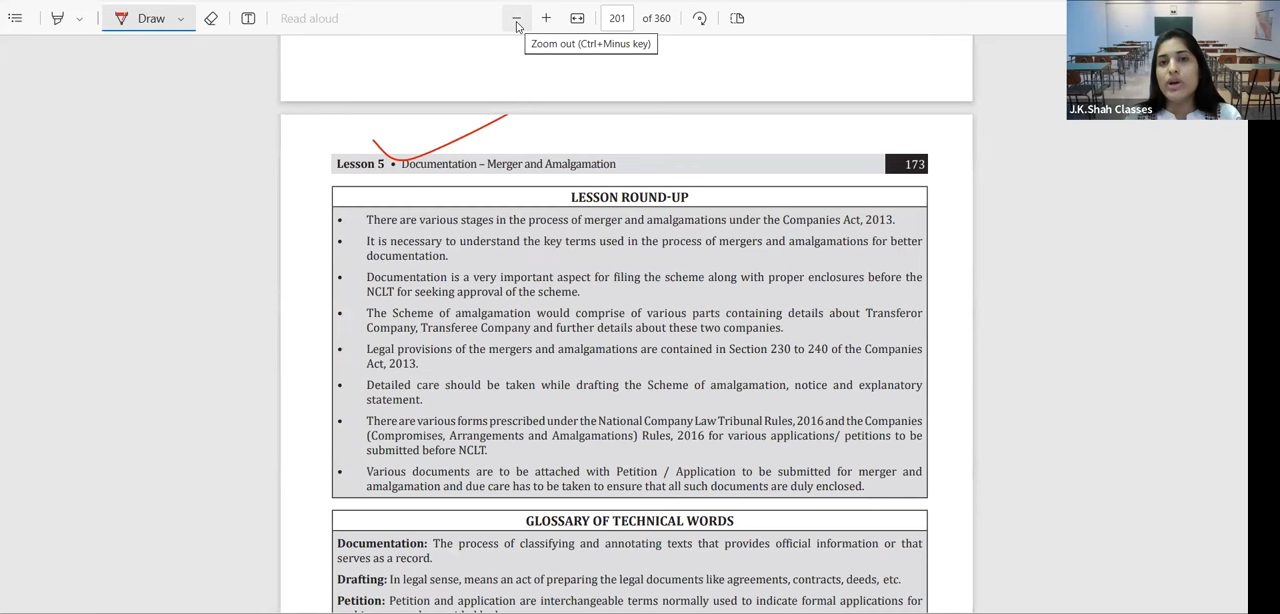 Draw
Read aloud
201 of 360
Zoom out (Ctrl+Minus key)
J.K.Shah Classes
Lesson 5 • Documentation – Merger and Amalgamation 173
LESSON ROUND-UP
• There are various stages in the process of merger and amalgamations under the Companies Act, 2013.
• It is necessary to understand the key terms used in the process of mergers and amalgamations for better
documentation.
• Documentation is a very important aspect for filing the scheme along with proper enclosures before the
NCLT for seeking approval of the scheme.
• The Scheme of amalgamation would comprise of various parts containing details about Transferor
Company, Transferee Company and further details about these two companies.
• Legal provisions of the mergers and amalgamations are contained in Section 230 to 240 of the Companies
Act, 2013.
• Detailed care should be taken while drafting the Scheme of amalgamation, notice and explanatory
statement.
• There are various forms prescribed under the National Company Law Tribunal Rules, 2016 and the Companies
(Compromises, Arrangements and Amalgamations) Rules, 2016 for various applications/ petitions to be
submitted before NCLT.
• Various documents are to be attached with Petition / Application to be submitted for merger and
amalgamation and due care has to be taken to ensure that all such documents are duly enclosed.
GLOSSARY OF TECHNICAL WORDS
Documentation: The process of classifying and annotating texts that provides official information or that
serves as a record.
Drafting: In legal sense, means an act of preparing the legal documents like agreements, contracts, deeds, etc.
Petition: Petition and application are interchangeable terms normally used to indicate formal applications for